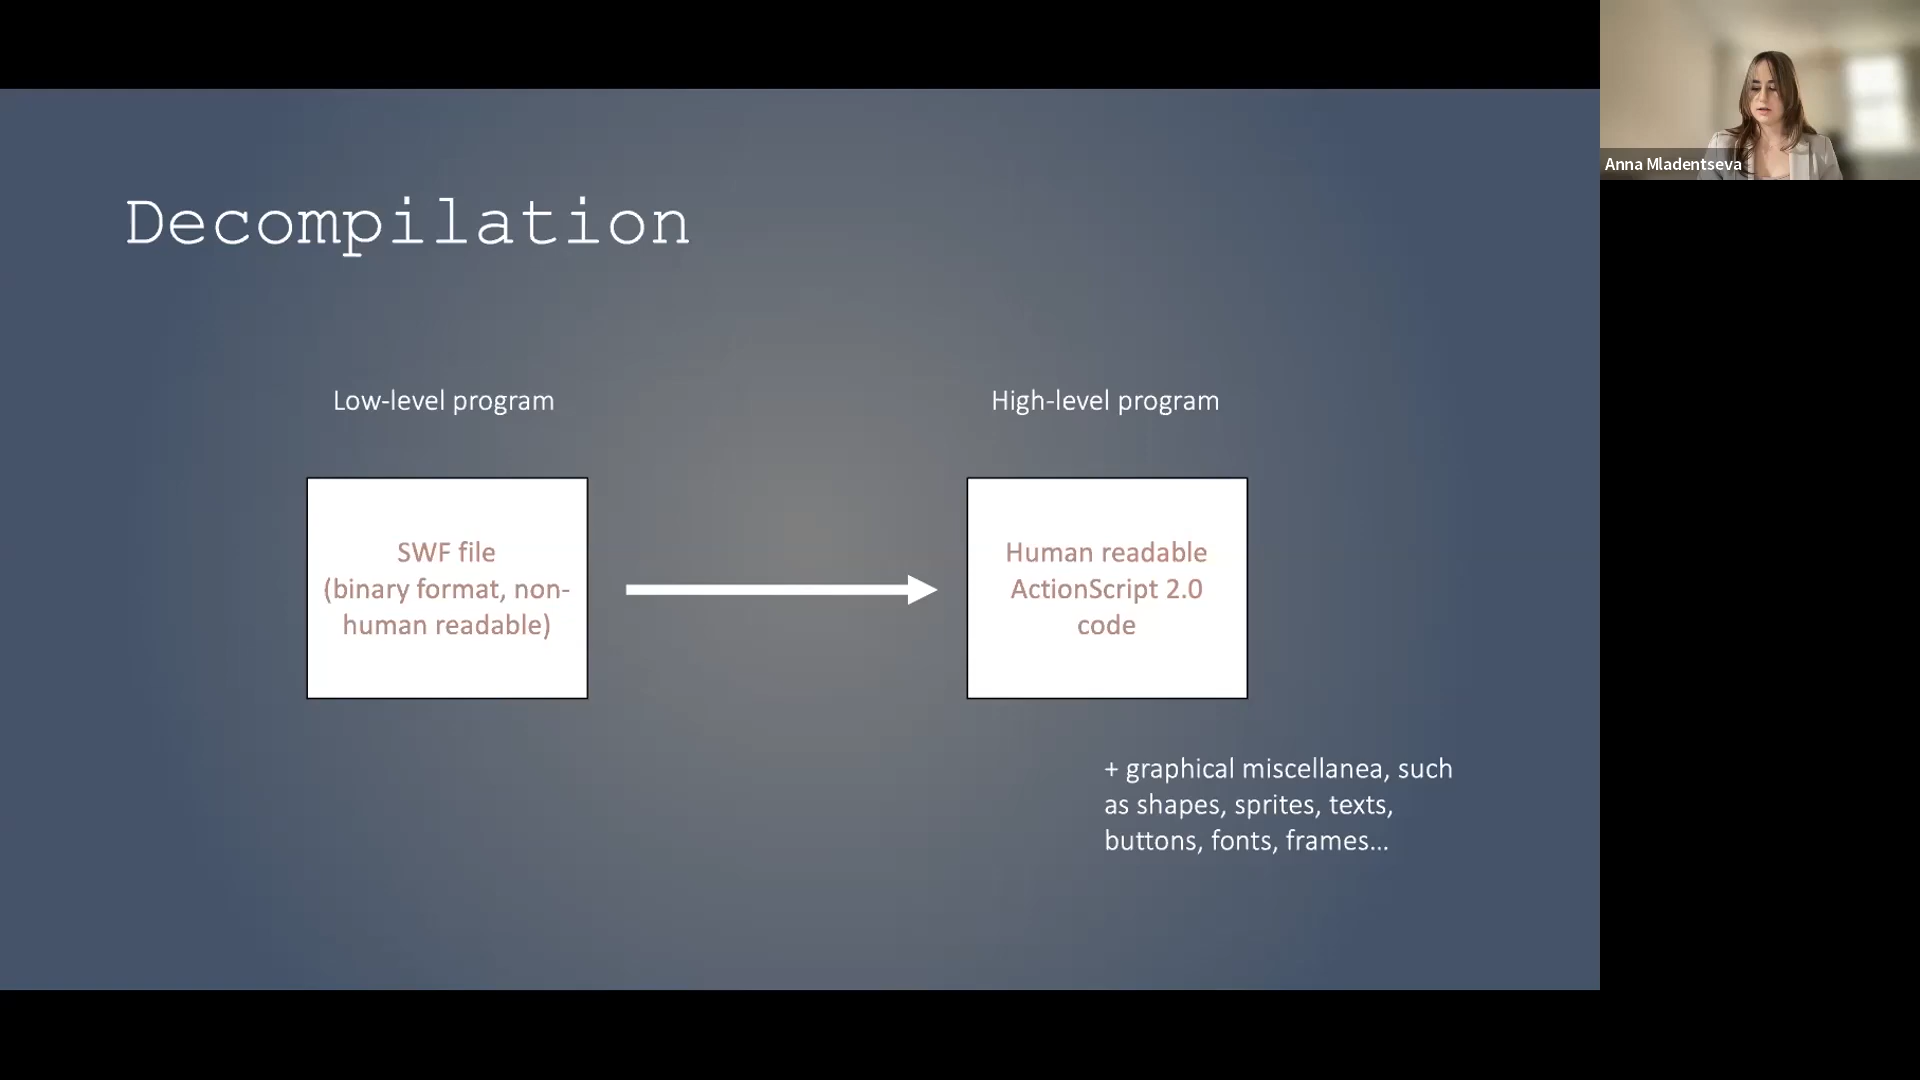 Decompilation
Low-level program
High-level program
SWF file
(binary format, non-
human readable)
Human readable
ActionScript 2.0
code
+ graphical miscellanea, such
as shapes, sprites, texts,
buttons, fonts, frames...
Anna Mladentseva